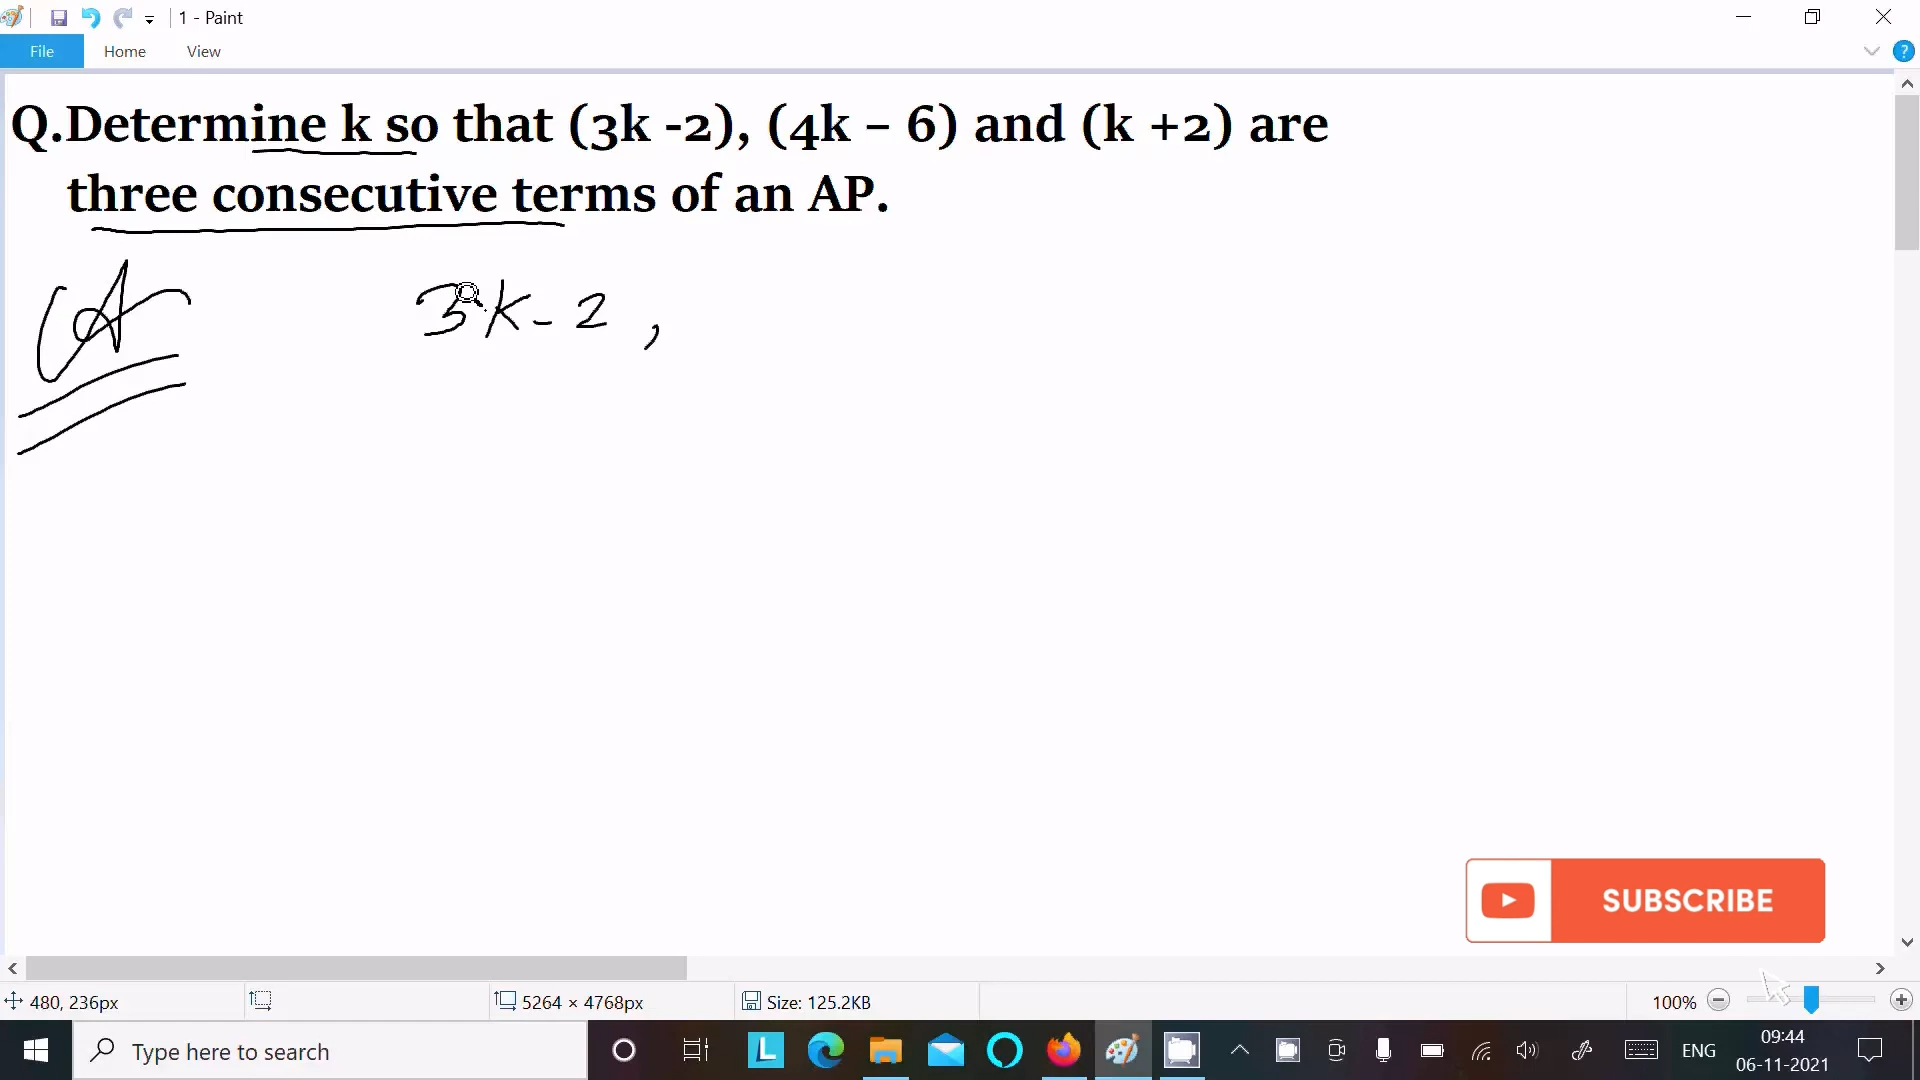 1 - Paint
File Home View
Q.Determine k so that (3k -2), (4k – 6) and (k +2) are
three consecutive terms of an AP.
A
3k - 2 ,
SUBSCRIBE
480, 236px 5264 × 4768px Size: 125.2KB 100%
Type here to search
L
ENG
09:44
06-11-2021